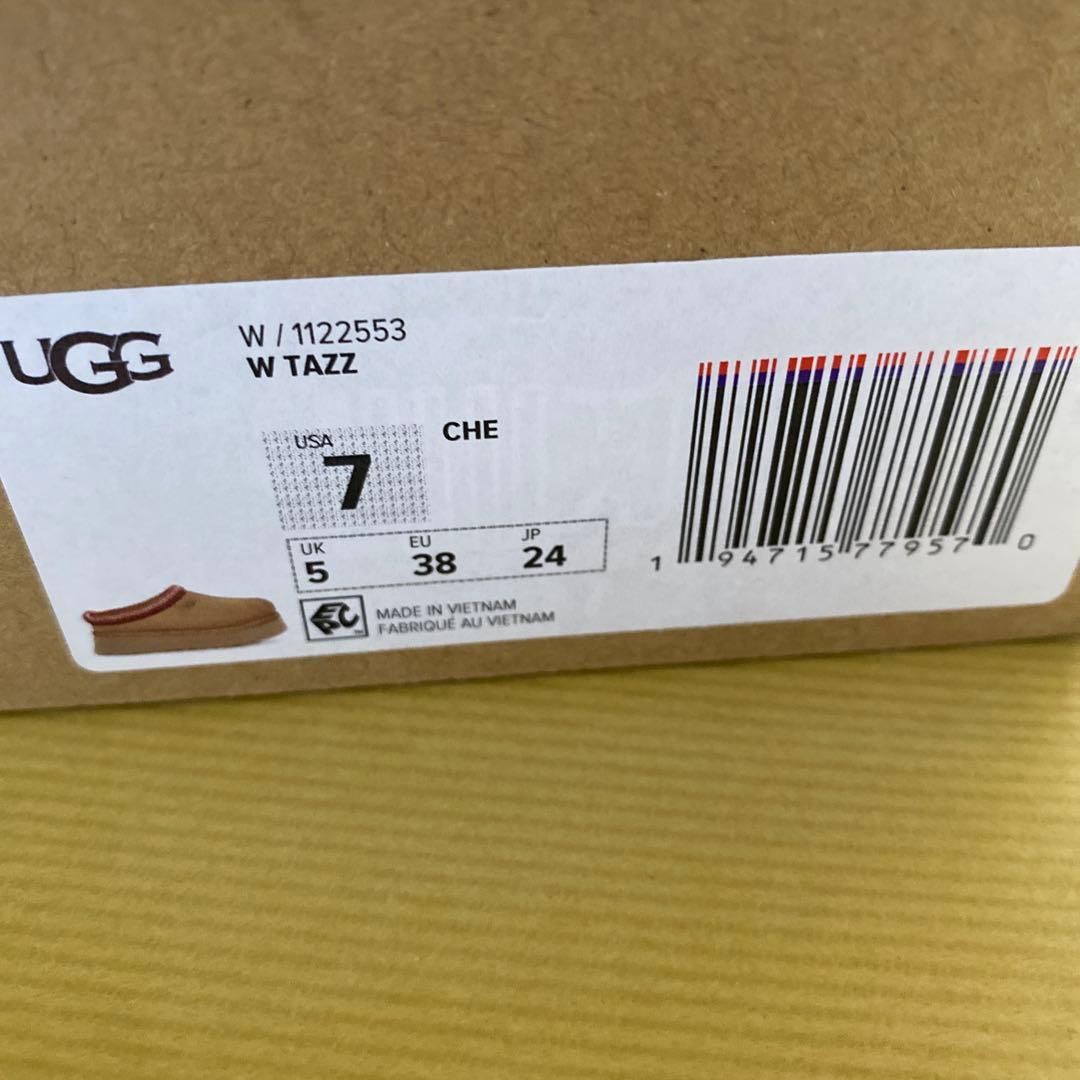 UGG
W / 1122553
W TAZZ
USA
7
CHE
UK EU JP
5 38 24
MADE IN VIETNAM
FABRIQUÉ AU VIETNAM
1 94715 77957 0